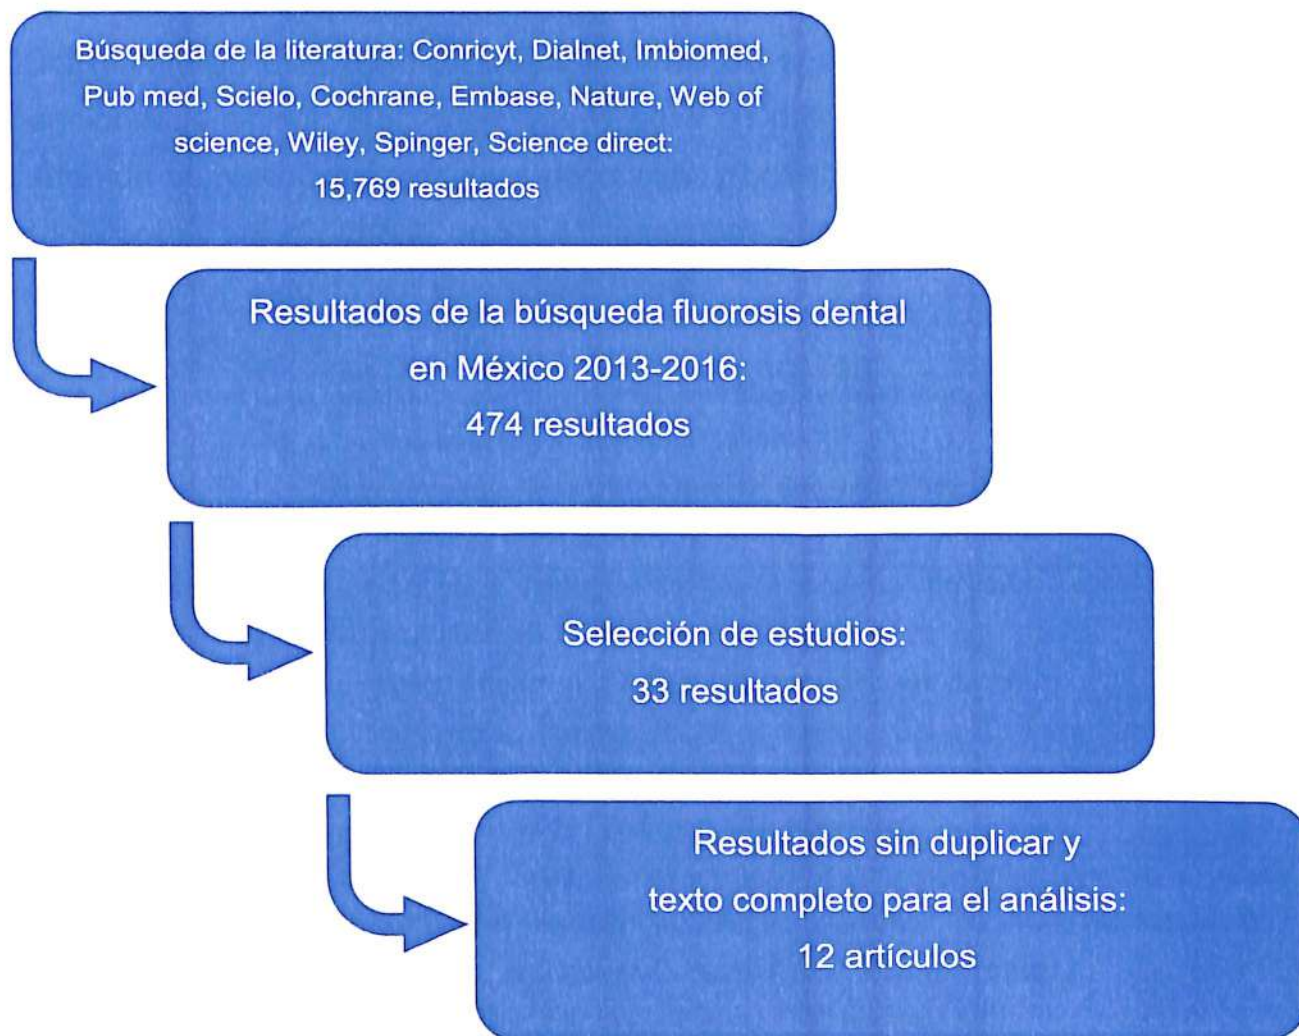 Búsqueda de la literatura: Conricyt, Dialnet, Imbiomed,
Pub med, Scielo, Cochrane, Embase, Nature, Web of
science, Wiley, Spinger, Science direct:
15,769 resultados
Resultados de la búsqueda fluorosis dental
en México 2013-2016:
474 resultados
Selección de estudios:
33 resultados
Resultados sin duplicar y
texto completo para el análisis:
12 artículos